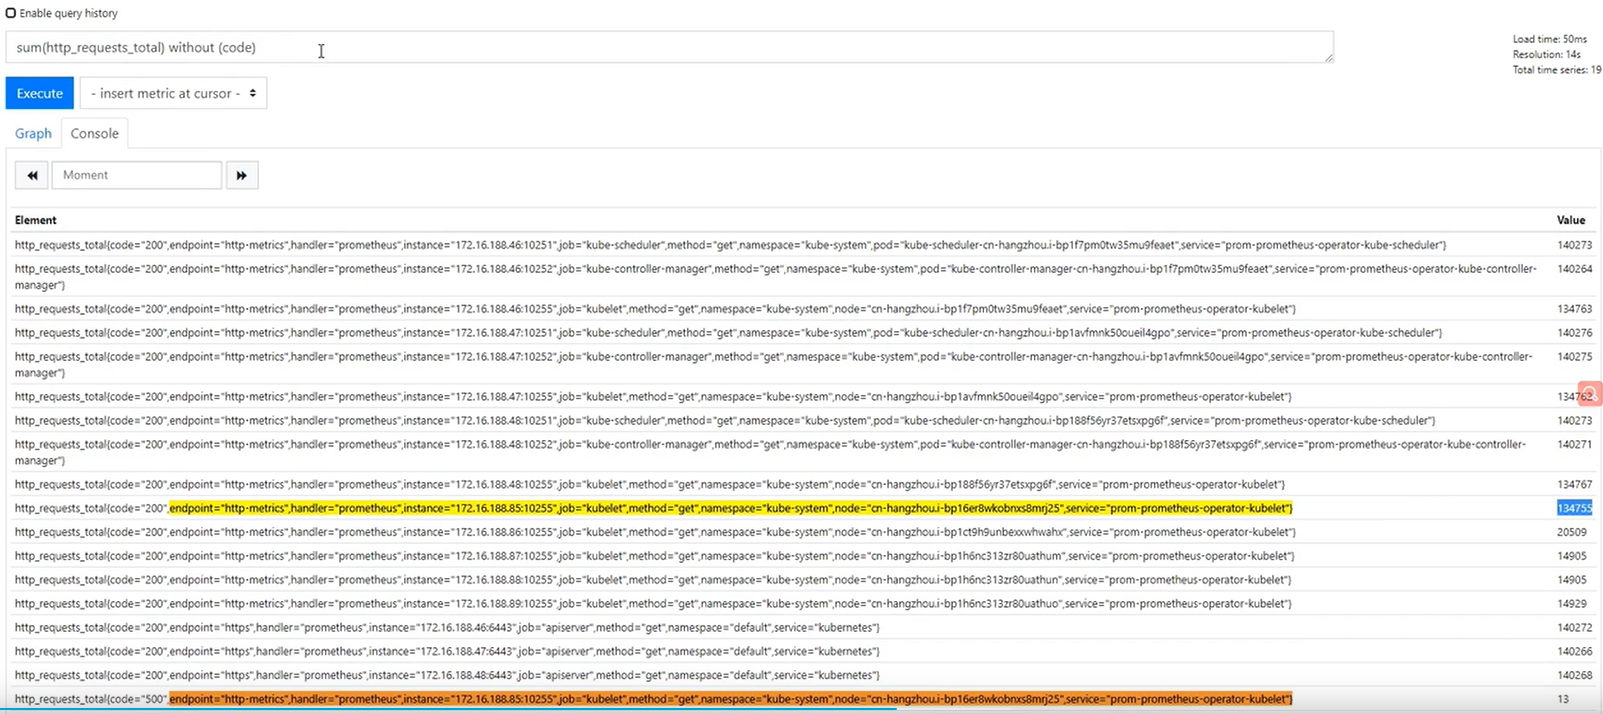 Enable query history
sum(http_requests_total) without (code)
Load time: 50ms
Resolution: 14s
Total time series: 19
Execute
- insert metric at cursor -
Graph
Console
Moment
Element
Value
http_requests_total{code="200",endpoint="http-metrics",handler="prometheus",instance="172.16.188.46:10251",job="kube-scheduler",method="get",namespace="kube-system",pod="kube-scheduler-cn-hangzhou.i-bp1f7pm0tw35mu9feaet",service="prom-prometheus-operator-kube-scheduler"} 140273
http_requests_total{code="200",endpoint="http-metrics",handler="prometheus",instance="172.16.188.46:10252",job="kube-controller-manager",method="get",namespace="kube-system",pod="kube-controller-manager-cn-hangzhou.i-bp1f7pm0tw35mu9feaet",service="prom-prometheus-operator-kube-controller- 140264
manager"}
http_requests_total{code="200",endpoint="http-metrics",handler="prometheus",instance="172.16.188.46:10255",job="kubelet",method="get",namespace="kube-system",node="cn-hangzhou.i-bp1f7pm0tw35mu9feaet",service="prom-prometheus-operator-kubelet"} 134763
http_requests_total{code="200",endpoint="http-metrics",handler="prometheus",instance="172.16.188.47:10251",job="kube-scheduler",method="get",namespace="kube-system",pod="kube-scheduler-cn-hangzhou.i-bp1avfmnk50oueil4gpo",service="prom-prometheus-operator-kube-scheduler"} 140276
http_requests_total{code="200",endpoint="http-metrics",handler="prometheus",instance="172.16.188.47:10252",job="kube-controller-manager",method="get",namespace="kube-system",pod="kube-controller-manager-cn-hangzhou.i-bp1avfmnk50oueil4gpo",service="prom-prometheus-operator-kube-controller- 140275
manager"}
http_requests_total{code="200",endpoint="http-metrics",handler="prometheus",instance="172.16.188.47:10255",job="kubelet",method="get",namespace="kube-system",node="cn-hangzhou.i-bp1avfmnk50oueil4gpo",service="prom-prometheus-operator-kubelet"}
http_requests_total{code="200",endpoint="http-metrics",handler="prometheus",instance="172.16.188.48:10251",job="kube-scheduler",method="get",namespace="kube-system",pod="kube-scheduler-cn-hangzhou.i-bp188f56yr37etsxpg6f",service="prom-prometheus-operator-kube-scheduler"} 140273
http_requests_total{code="200",endpoint="http-metrics",handler="prometheus",instance="172.16.188.48:10252",job="kube-controller-manager",method="get",namespace="kube-system",pod="kube-controller-manager-cn-hangzhou.i-bp188f56yr37etsxpg6f",service="prom-prometheus-operator-kube-controller- 140271
manager"}
http_requests_total{code="200",endpoint="http-metrics",handler="prometheus",instance="172.16.188.48:10255",job="kubelet",method="get",namespace="kube-system",node="cn-hangzhou.i-bp188f56yr37etsxpg6f",service="prom-prometheus-operator-kubelet"} 134767
http_requests_total{code="200",endpoint="http-metrics",handler="prometheus",instance="172.16.188.85:10255",job="kubelet",method="get",namespace="kube-system",node="cn-hangzhou.i-bp16er8wkobnxs8mrj25",service="prom-prometheus-operator-kubelet"} 134755
http_requests_total{code="200",endpoint="http-metrics",handler="prometheus",instance="172.16.188.86:10255",job="kubelet",method="get",namespace="kube-system",node="cn-hangzhou.i-bp1ct9h9unbexxwhwahx",service="prom-prometheus-operator-kubelet"} 20509
http_requests_total{code="200",endpoint="http-metrics",handler="prometheus",instance="172.16.188.87:10255",job="kubelet",method="get",namespace="kube-system",node="cn-hangzhou.i-bp1h6nc313zr80uathum",service="prom-prometheus-operator-kubelet"} 14905
http_requests_total{code="200",endpoint="http-metrics",handler="prometheus",instance="172.16.188.88:10255",job="kubelet",method="get",namespace="kube-system",node="cn-hangzhou.i-bp1h6nc313zr80uathun",service="prom-prometheus-operator-kubelet"} 14905
http_requests_total{code="200",endpoint="http-metrics",handler="prometheus",instance="172.16.188.89:10255",job="kubelet",method="get",namespace="kube-system",node="cn-hangzhou.i-bp1h6nc313zr80uathuo",service="prom-prometheus-operator-kubelet"} 14929
http_requests_total{code="200",endpoint="https",handler="prometheus",instance="172.16.188.46:6443",job="apiserver",method="get",namespace="default",service="kubernetes"} 140272
http_requests_total{code="200",endpoint="https",handler="prometheus",instance="172.16.188.47:6443",job="apiserver",method="get",namespace="default",service="kubernetes"} 140266
http_requests_total{code="200",endpoint="https",handler="prometheus",instance="172.16.188.48:6443",job="apiserver",method="get",namespace="default",service="kubernetes"} 140268
http_requests_total{code="500",endpoint="http-metrics",handler="prometheus",instance="172.16.188.85:10255",job="kubelet",method="get",namespace="kube-system",node="cn-hangzhou.i-bp16er8wkobnxs8mrj25",service="prom-prometheus-operator-kubelet"} 13